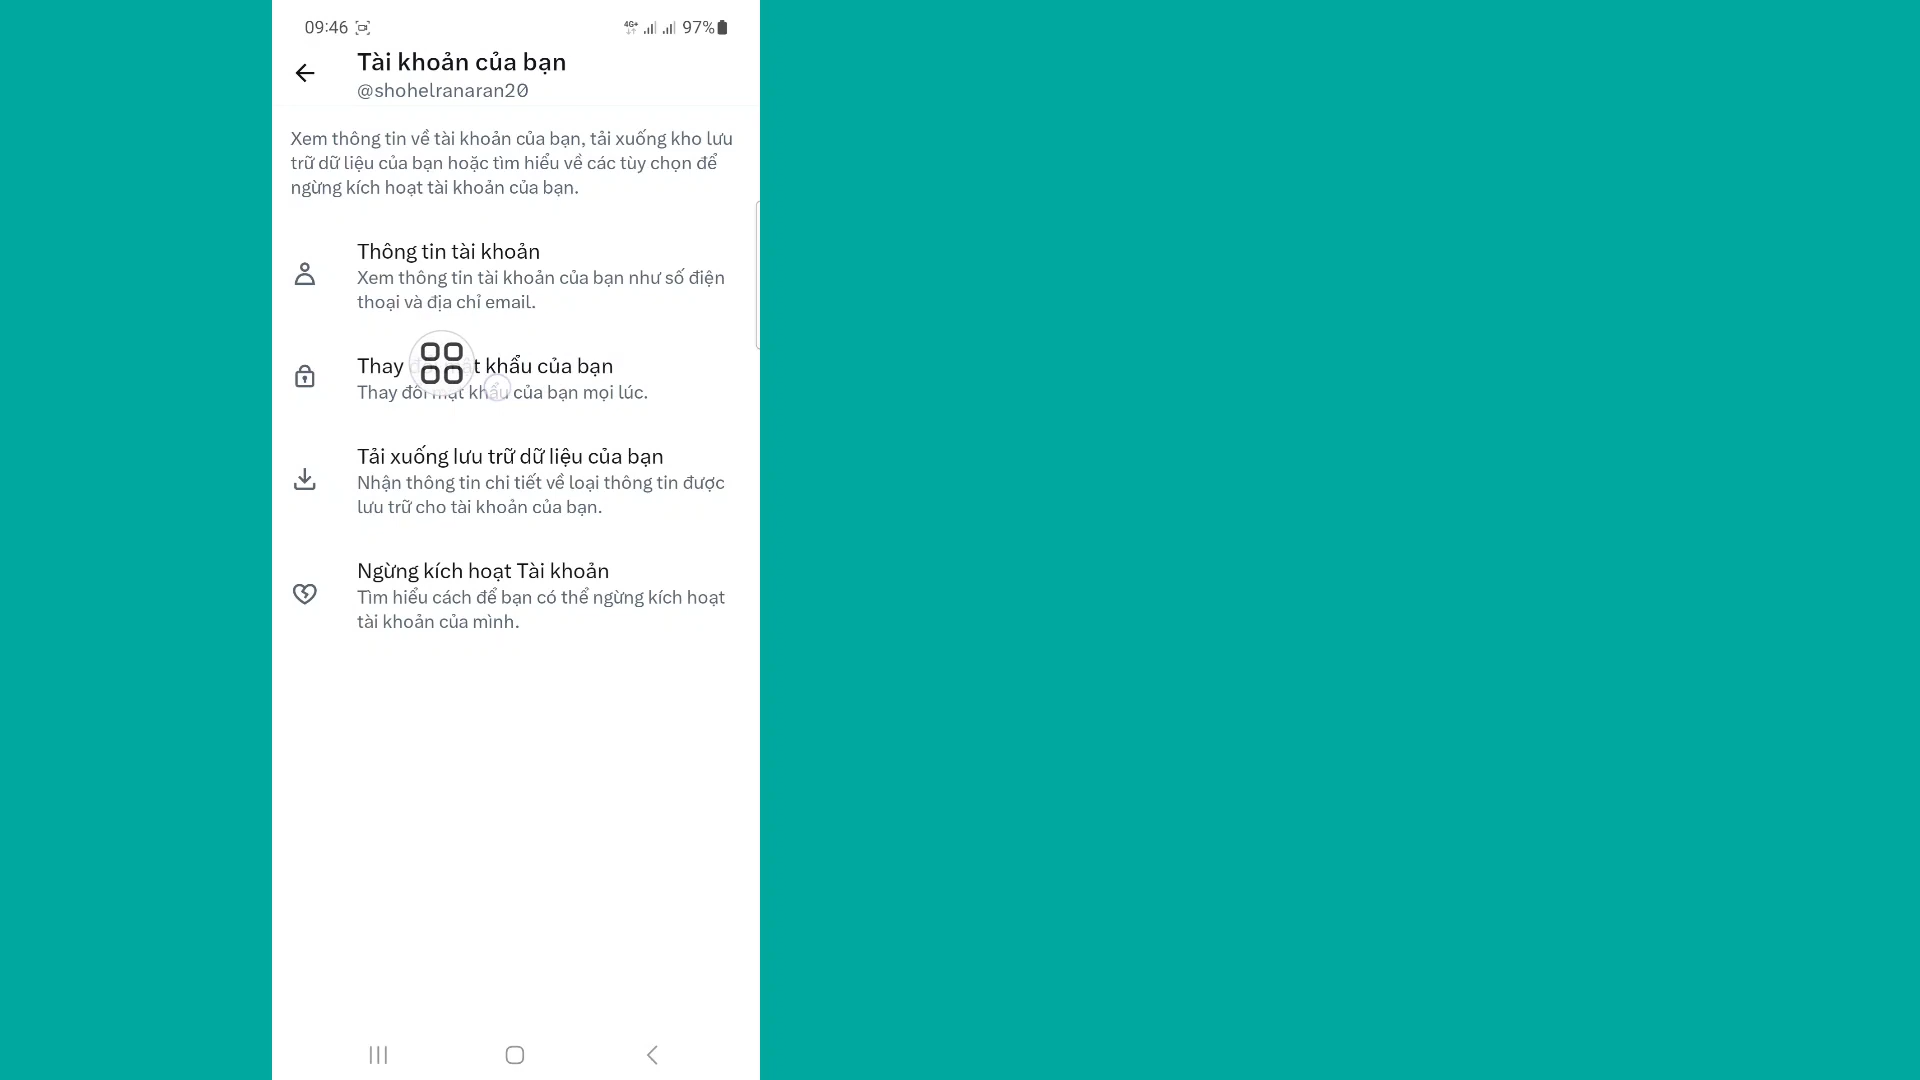 09:46 4G+ 97%
Tài khoản của bạn
@shohelranaran20
Xem thông tin về tài khoản của bạn, tải xuống kho lưu
trữ dữ liệu của bạn hoặc tìm hiểu về các tùy chọn để
ngừng kích hoạt tài khoản của bạn.
Thông tin tài khoản
Xem thông tin tài khoản của bạn như số điện
thoại và địa chỉ email.
Thay khẩu của bạn
Thay đổi mật khẩu của bạn mọi lúc.
Tải xuống lưu trữ dữ liệu của bạn
Nhận thông tin chi tiết về loại thông tin được
lưu trữ cho tài khoản của bạn.
Ngừng kích hoạt Tài khoản
Tìm hiểu cách để bạn có thể ngừng kích hoạt
tài khoản của mình.